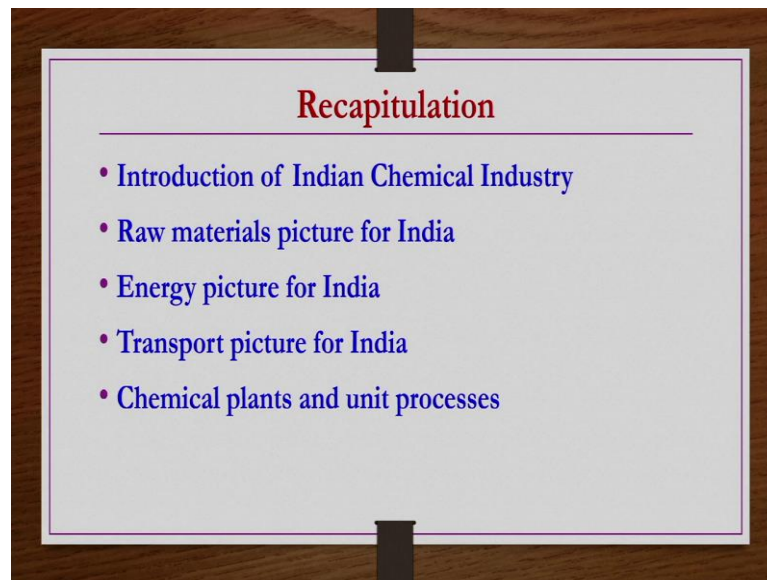 Recapitulation
• Introduction of Indian Chemical Industry
• Raw materials picture for India
• Energy picture for India
• Transport picture for India
• Chemical plants and unit processes